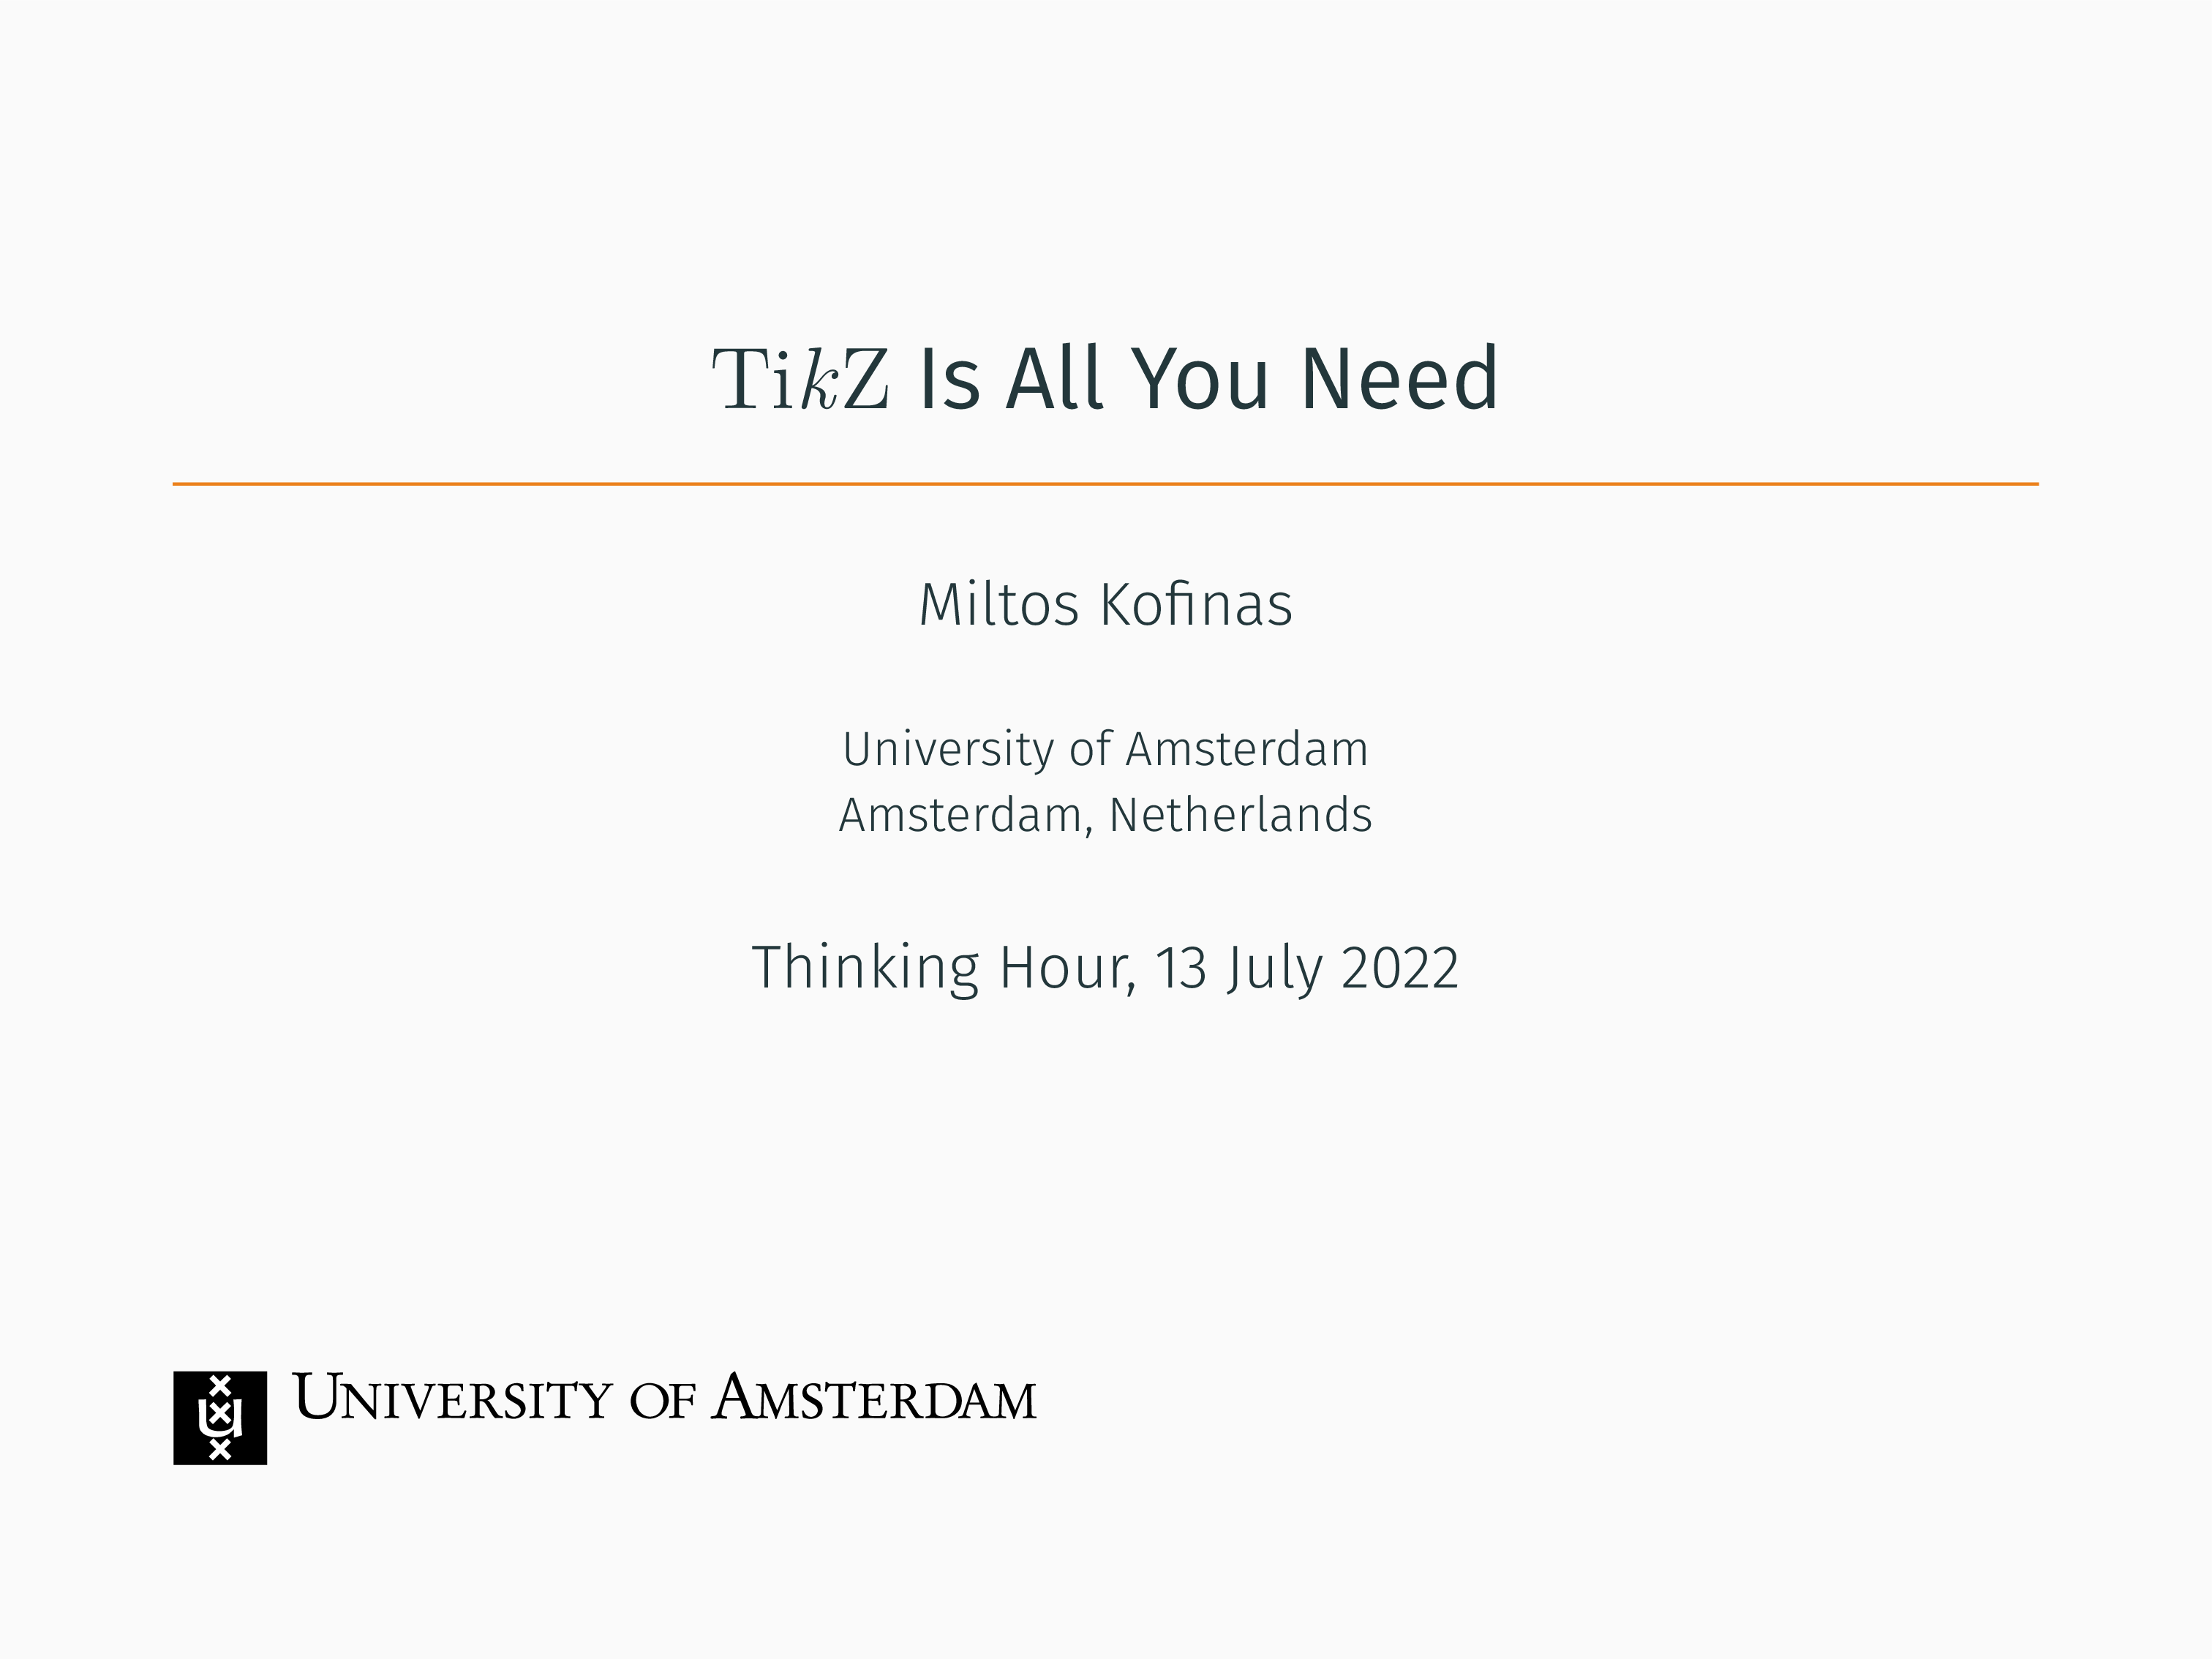 TikZ Is All You Need
Miltos Kofinas
University of Amsterdam
Amsterdam, Netherlands
Thinking Hour, 13 July 2022
University of Amsterdam